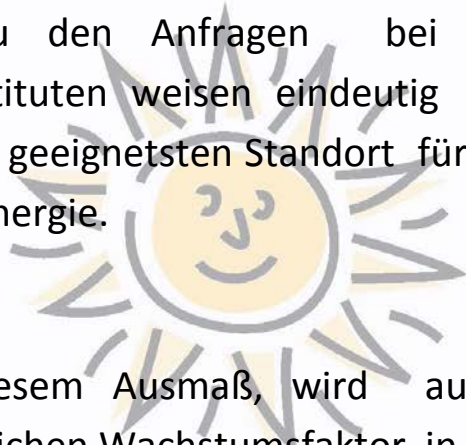 u den Anfragen bei
tituten weisen eindeutig
geeignetsten Standort für
nergie.
esem Ausmaß, wird au
ichen Wachstumsfaktor in